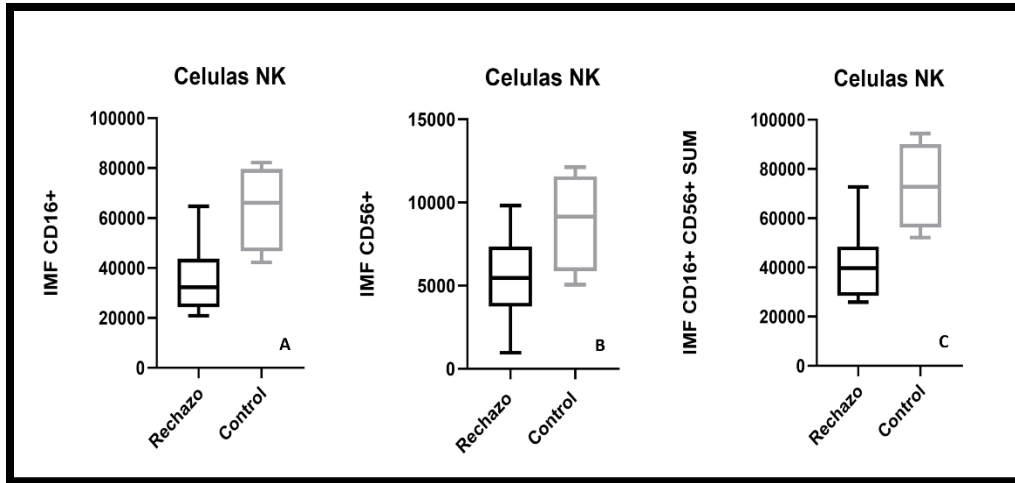 Celulas NK
IMF CD16+
100000
80000
60000
40000
20000
0
A
Rechazo
Control
Celulas NK
IMF CD56+
15000
10000
5000
0
B
Rechazo
Control
Celulas NK
IMF CD16+ CD56+ SUM
100000
80000
60000
40000
20000
0
C
Rechazo
Control